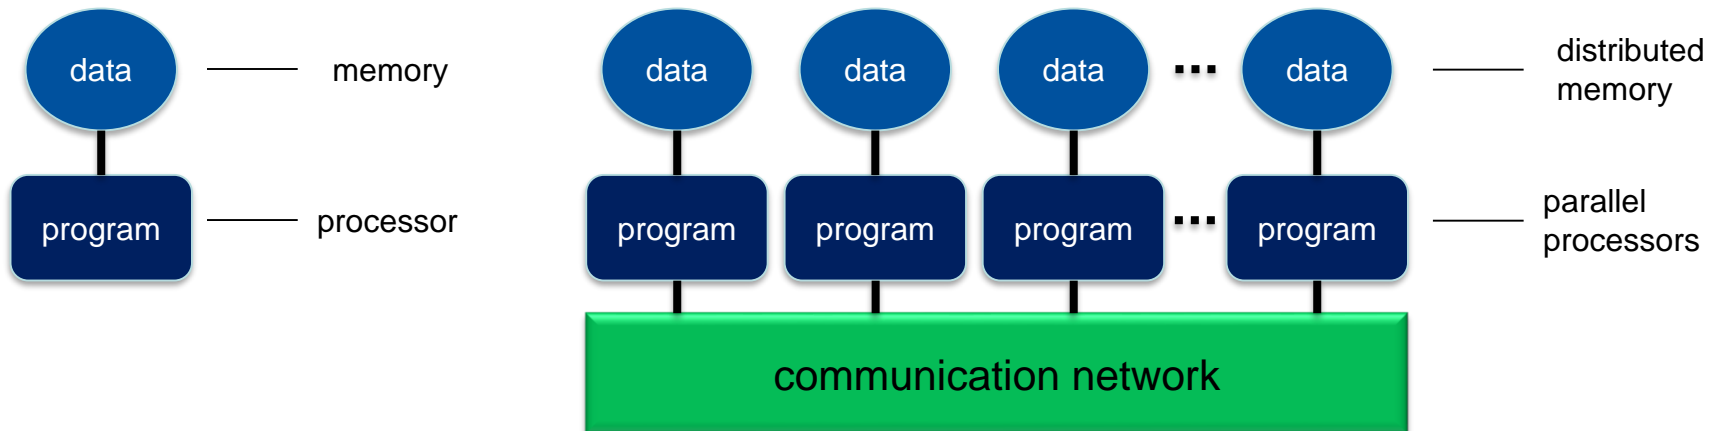 data
memory
program
processor
data data data ... data
distributed
memory
program program program ... program
parallel
processors
communication network